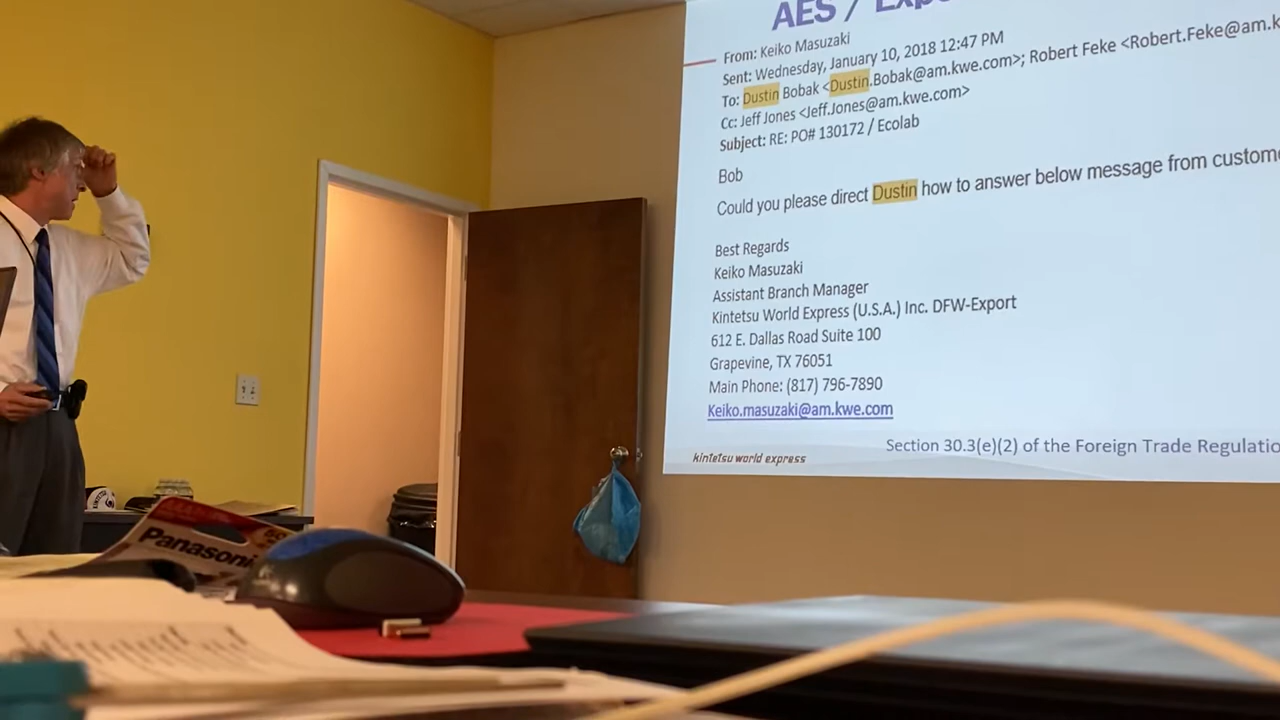 AES / Exp
From: Keiko Masuzaki
Sent: Wednesday, January 10, 2018 12:47 PM
To: Dustin Bobak <Dustin.Bobak@am.kwe.com>; Robert Feke <Robert.Feke@am.k
Cc: Jeff Jones <Jeff.Jones@am.kwe.com>
Subject: RE: PO# 130172 / Ecolab
Bob
Could you please direct Dustin how to answer below message from custome
Best Regards
Keiko Masuzaki
Assistant Branch Manager
Kintetsu World Express (U.S.A.) Inc. DFW-Export
612 E. Dallas Road Suite 100
Grapevine, TX 76051
Main Phone: (817) 796-7890
Keiko.masuzaki@am.kwe.com
Section 30.3(e)(2) of the Foreign Trade Regulatio
kintetsu world express
Panasoni